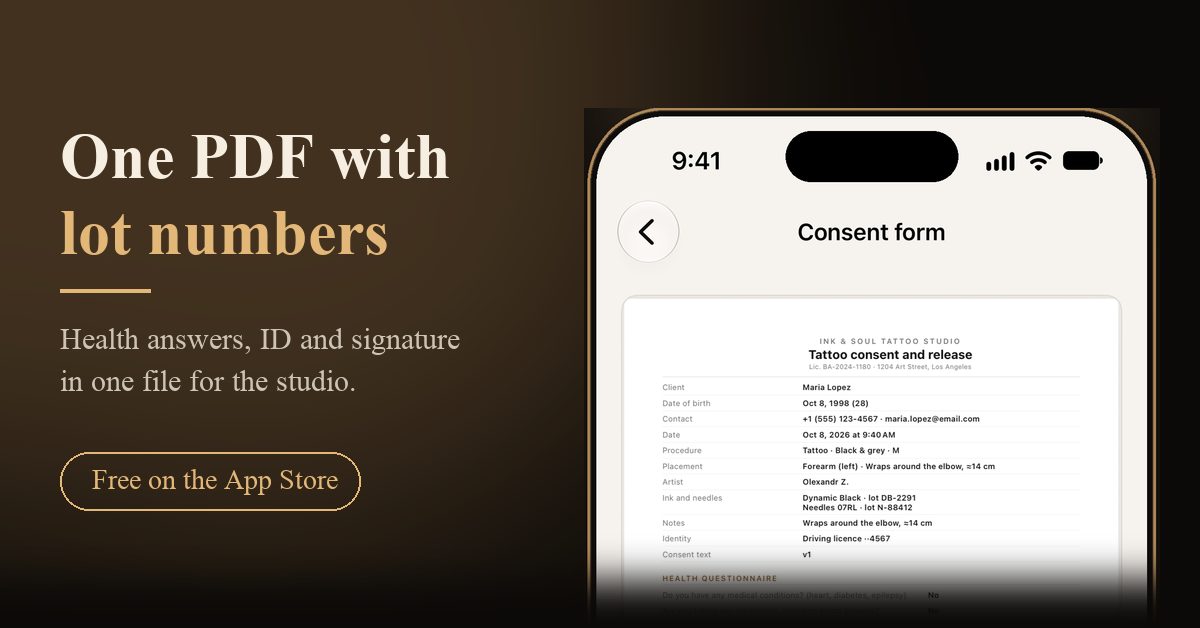 One PDF with
lot numbers
Health answers, ID and signature
in one file for the studio.
Free on the App Store
9:41
Consent form
INK & SOUL TATTOO STUDIO
Tattoo consent and release
Lic. BA-2024-1180 · 1204 Art Street, Los Angeles
Client Maria Lopez
Date of birth Oct 8, 1998 (28)
Contact +1 (555) 123-4567 · maria.lopez@email.com
Date Oct 8, 2026 at 9:40 AM
Procedure Tattoo · Black & grey · M
Placement Forearm (left) · Wraps around the elbow, ≈14 cm
Artist Olexandr Z.
Ink and needles Dynamic Black · lot DB-2291
Needles 07RL · lot N-88412
Notes Wraps around the elbow, ≈14 cm
Identity Driving licence ··4567
Consent text v1
HEALTH QUESTIONNAIRE
Do you have any medical conditions? (heart, diabetes, epilepsy) No